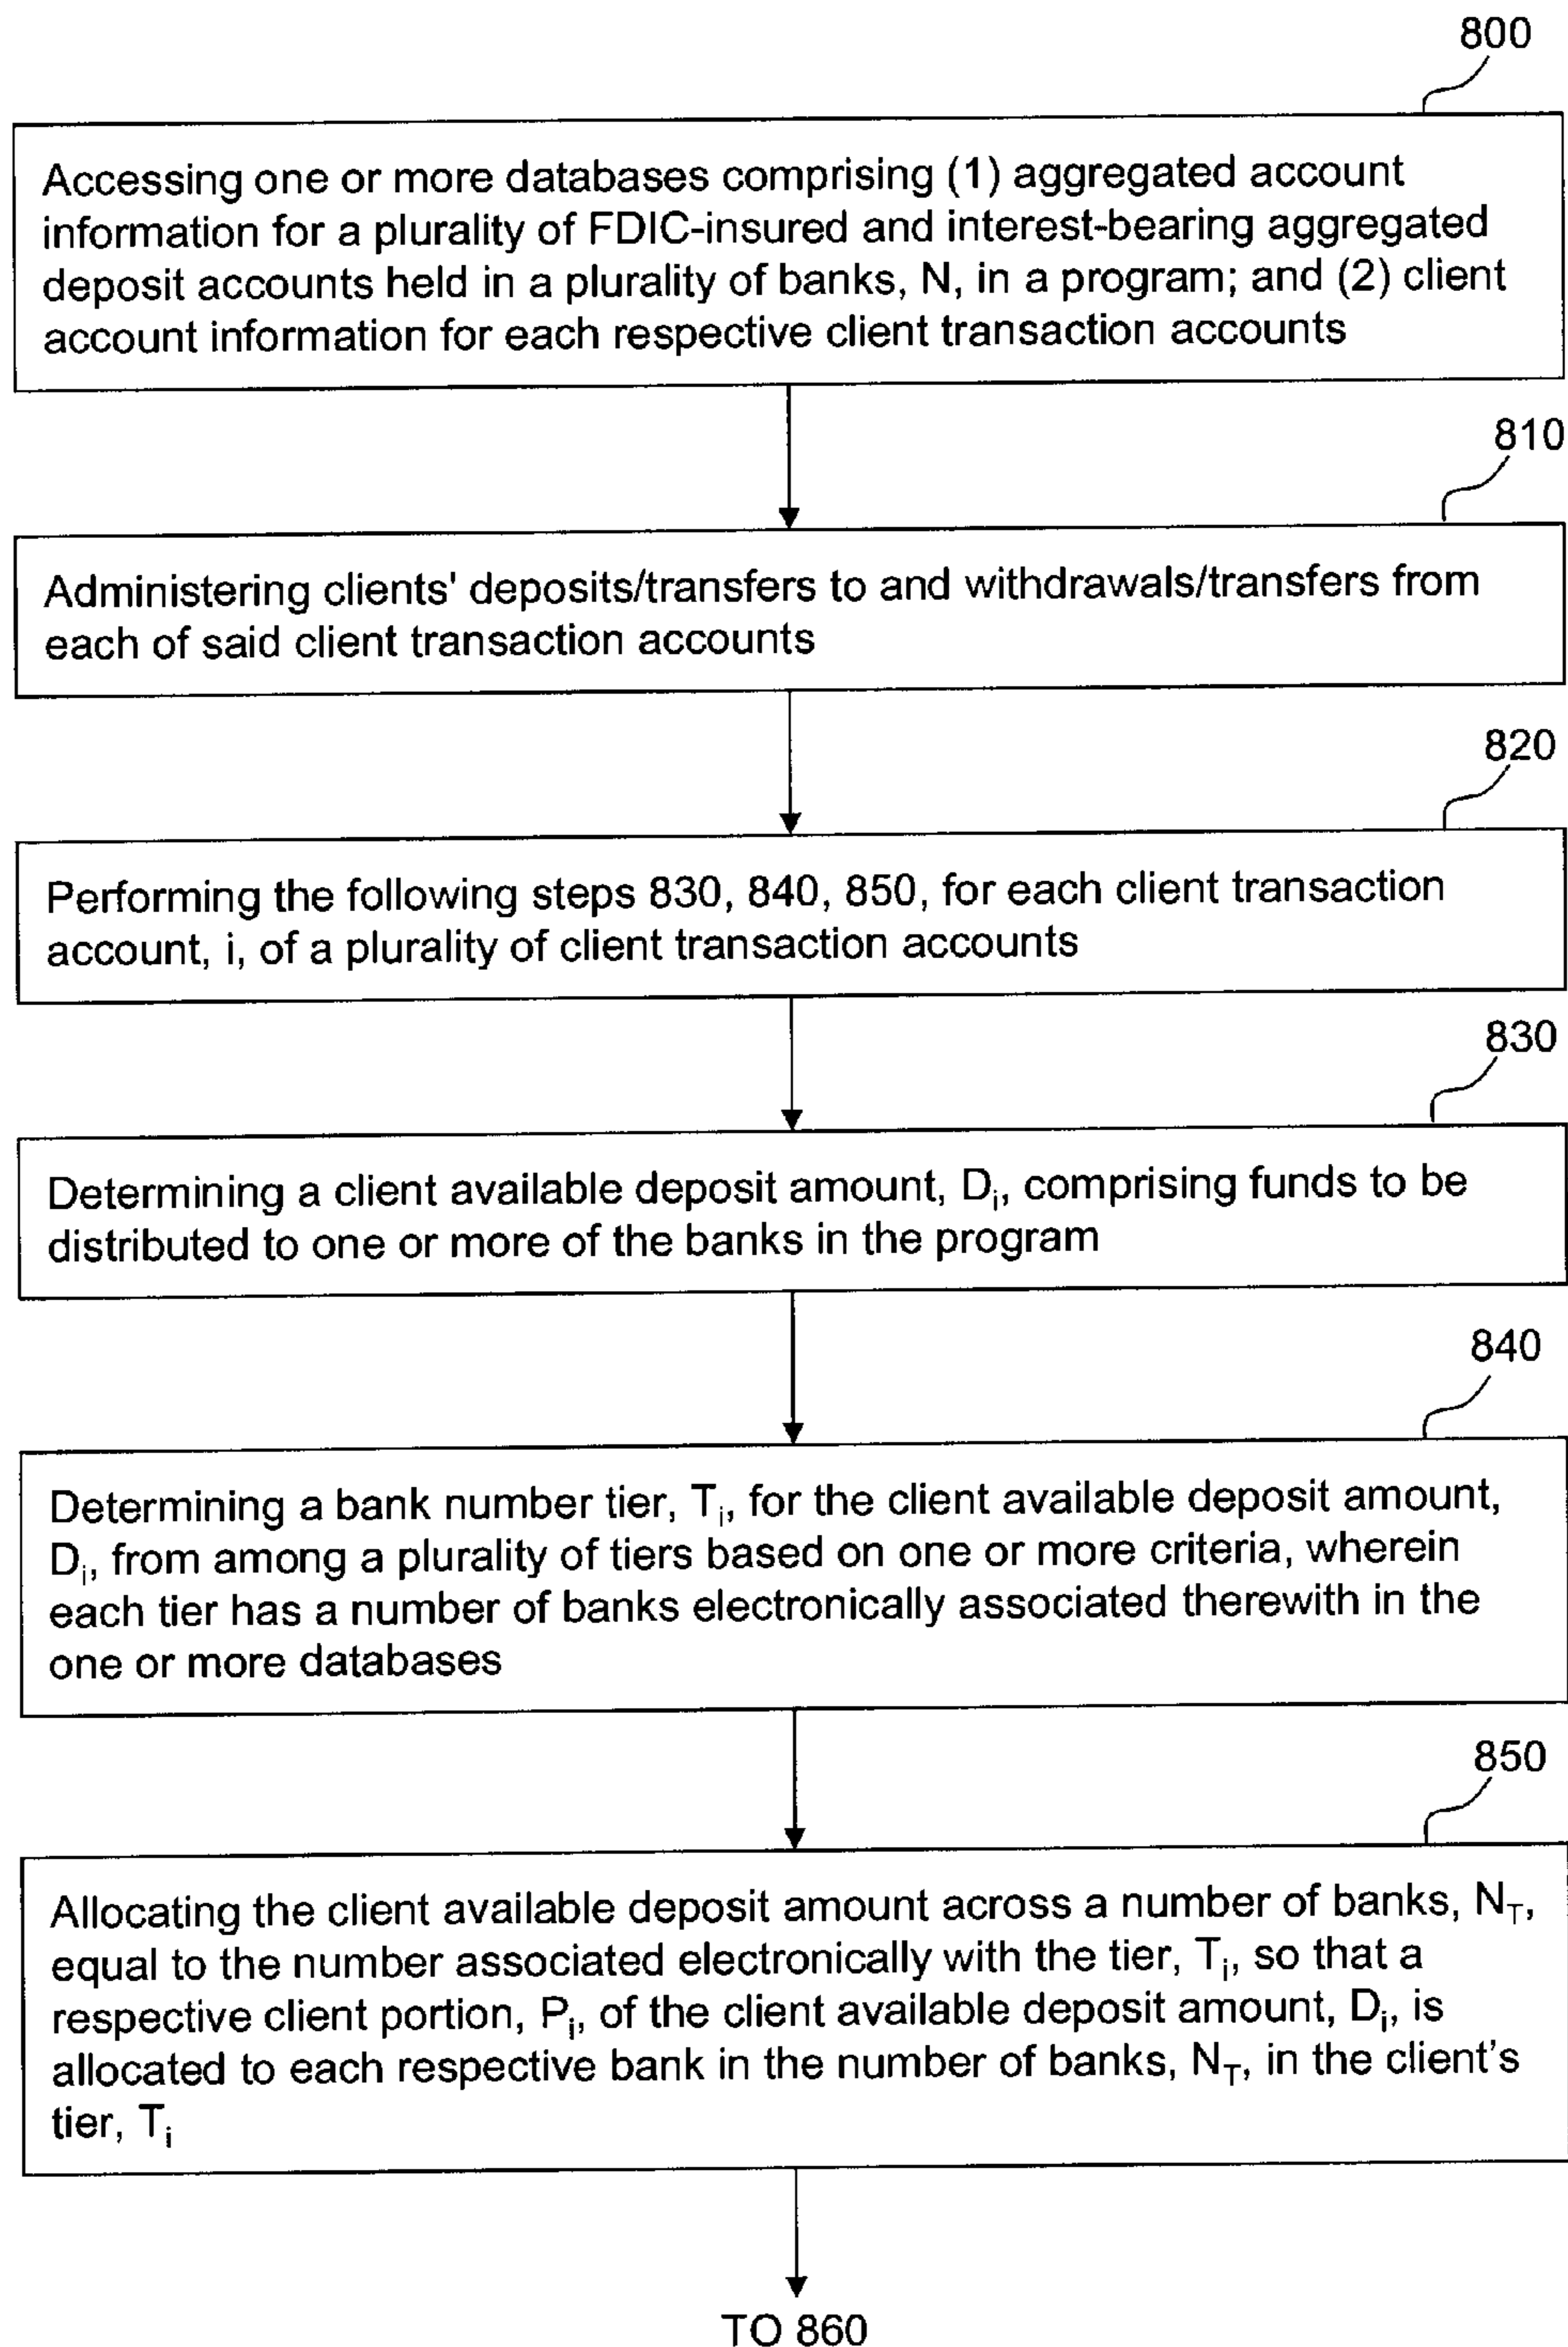 800
Accessing one or more databases comprising (1) aggregated account
information for a plurality of FDIC-insured and interest-bearing aggregated
deposit accounts held in a plurality of banks, N, in a program; and (2) client
account information for each respective client transaction accounts
810
Administering clients' deposits/transfers to and withdrawals/transfers from
each of said client transaction accounts
820
Performing the following steps 830, 840, 850, for each client transaction
account, i, of a plurality of client transaction accounts
830
Determining a client available deposit amount, Di, comprising funds to be
distributed to one or more of the banks in the program
840
Determining a bank number tier, Ti, for the client available deposit amount,
Di, from among a plurality of tiers based on one or more criteria, wherein
each tier has a number of banks electronically associated therewith in the
one or more databases
850
Allocating the client available deposit amount across a number of banks, NT,
equal to the number associated electronically with the tier, Ti, so that a
respective client portion, Pi, of the client available deposit amount, Di, is
allocated to each respective bank in the number of banks, NT, in the client's
tier, Ti
TO 860